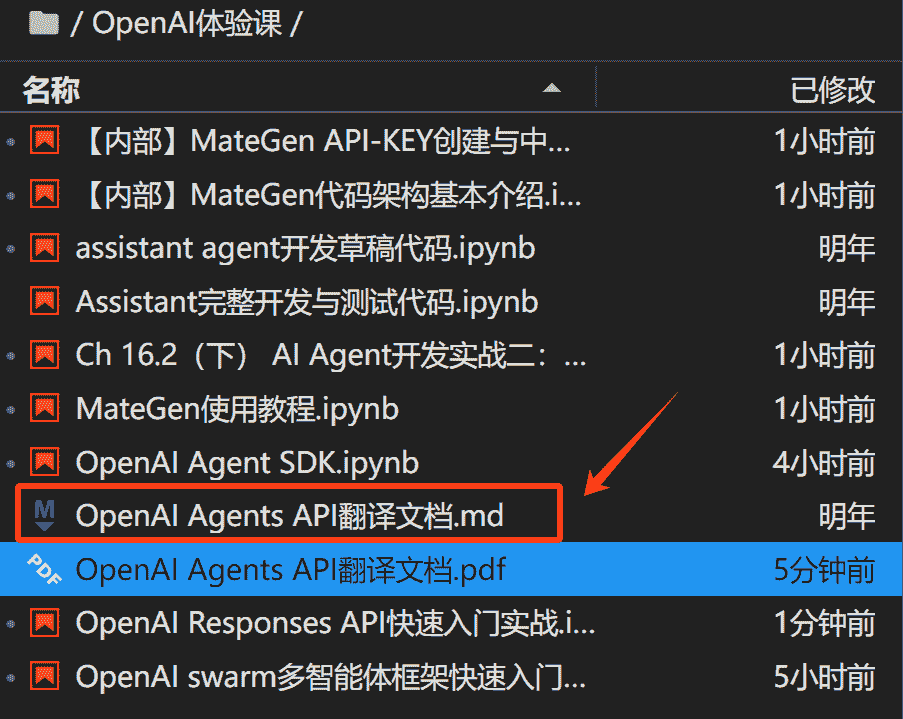 / OpenAI体验课 /
名称 已修改
【内部】MateGen API-KEY创建与中... 1小时前
【内部】MateGen代码架构基本介绍.i... 1小时前
assistant agent开发草稿代码.ipynb 明年
Assistant完整开发与测试代码.ipynb 明年
Ch 16.2（下） AI Agent开发实战二：... 1小时前
MateGen使用教程.ipynb 1小时前
OpenAI Agent SDK.ipynb 4小时前
M OpenAI Agents API翻译文档.md 明年
PDF OpenAI Agents API翻译文档.pdf 5分钟前
OpenAI Responses API快速入门实战.i... 1分钟前
OpenAI swarm多智能体框架快速入门... 5小时前